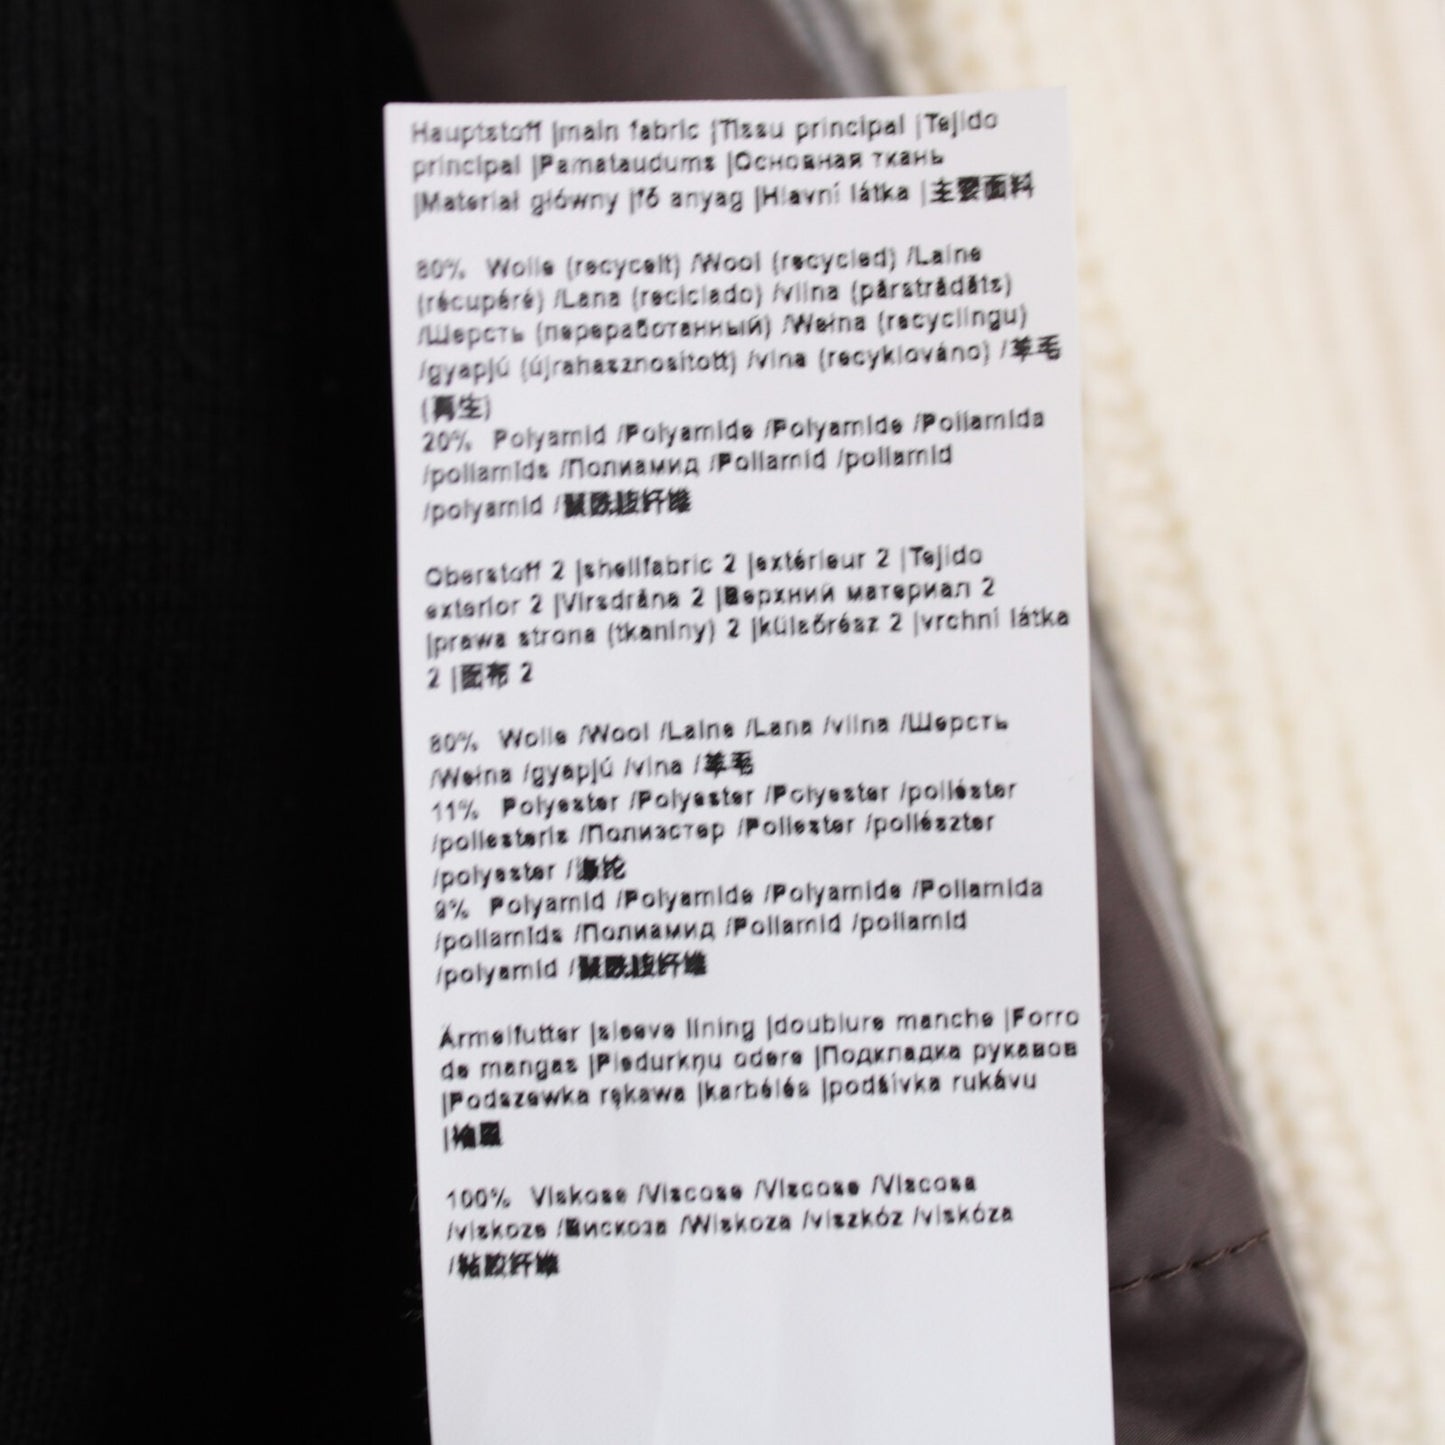 Hauptstoff |main fabric |Tissu principal |Tejido
principal |Pamataudums |Основная ткань
|Materiał główny |fő anyag |Hlavní látka |主要面料
80% Wolle (recycelt) /Wool (recycled) /Laine
(récupéré) /Lana (reciclado) /vilna (pārstrādāts)
/Шерсть (переработанный) /Wełna (recyclingu)
/gyapjú (újrahasznosított) /vlna (recyklováno) /羊毛
(再生)
20% Polyamid /Polyamide /Polyamide /Poliamida
/poliamīds /Полиамид /Poliamid /poliamid
/polyamid /聚酰胺纤维
Oberstoff 2 |shellfabric 2 |extérieur 2 |Tejido
exterior 2 |Virsdrāna 2 |Верхний материал 2
|prawa strona (tkaniny) 2 |külsőrész 2 |vrchní látka
2 |面布 2
80% Wolle /Wool /Laine /Lana /vilna /Шерсть
/Wełna /gyapjú /vlna /羊毛
11% Polyester /Polyester /Polyester /poliéster
/poliesteris /Полиэстер /Poliester /poliészter
/polyester /涤纶
9% Polyamid /Polyamide /Polyamide /Poliamida
/poliamīds /Полиамид /Poliamid /poliamid
/polyamid /聚酰胺纤维
Ärmelfutter |sleeve lining |doublure manche |Forro
de mangas |Piedurkņu odere |Подкладка рукавов
|Podszewka rękawa |karbélés |podšívka rukávu
|袖里
100% Viskose /Viscose /Viscose /Viscosa
/viskoze /Вискоза /Wiskoza /viszkóz /viskóza
/粘胶纤维